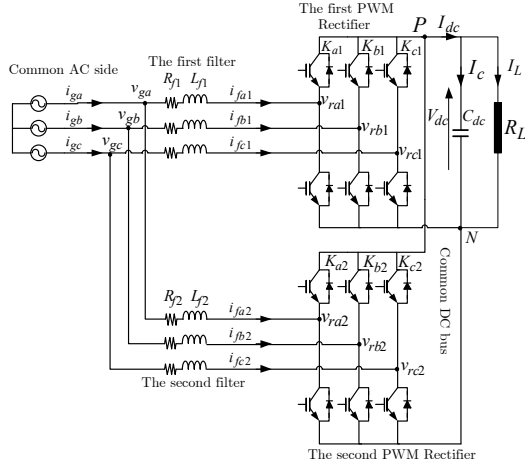 The first PWM
Rectifier
P
I_dc
The first filter
K_a1
K_b1
K_c1
Common AC side
v_ga
R_f1
L_f1
I_c
I_L
i_ga
i_fa1
v_ra1
i_gb
v_gb
i_fb1
v_rb1
V_dc
C_dc
R_L
i_gc
v_gc
i_fc1
v_rc1
N
K_a2
K_b2
K_c2
Common DC bus
R_f2
L_f2
i_fa2
v_ra2
i_fb2
v_rb2
i_fc2
v_rc2
The second filter
The second PWM Rectifier